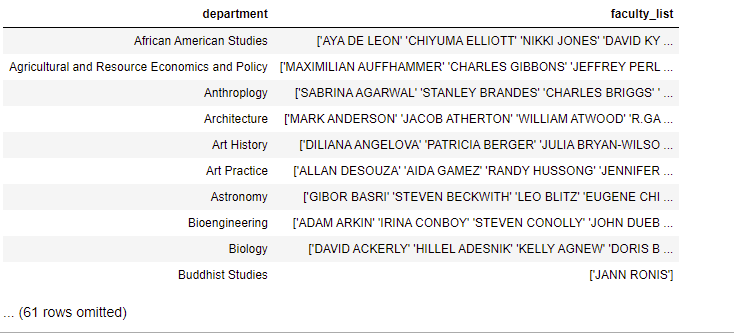 department faculty_list
African American Studies ['AYA DE LEON' 'CHIYUMA ELLIOTT' 'NIKKI JONES' 'DAVID KY ...
Agricultural and Resource Economics and Policy ['MAXIMILIAN AUFFHAMMER' 'CHARLES GIBBONS' 'JEFFREY PERL ...
Anthroplogy ['SABRINA AGARWAL' 'STANLEY BRANDES' 'CHARLES BRIGGS' ' ...
Architecture ['MARK ANDERSON' 'JACOB ATHERTON' 'WILLIAM ATWOOD' 'R.GA ...
Art History ['DILIANA ANGELOVA' 'PATRICIA BERGER' 'JULIA BRYAN-WILSO ...
Art Practice ['ALLAN DESOUZA' 'AIDA GAMEZ' 'RANDY HUSSONG' 'JENNIFER ...
Astronomy ['GIBOR BASRI' 'STEVEN BECKWITH' 'LEO BLITZ' 'EUGENE CHI ...
Bioengineering ['ADAM ARKIN' 'IRINA CONBOY' 'STEVEN CONOLLY' 'JOHN DUEB ...
Biology ['DAVID ACKERLY' 'HILLEL ADESNIK' 'KELLY AGNEW' 'DORIS B ...
Buddhist Studies ['JANN RONIS']
... (61 rows omitted)